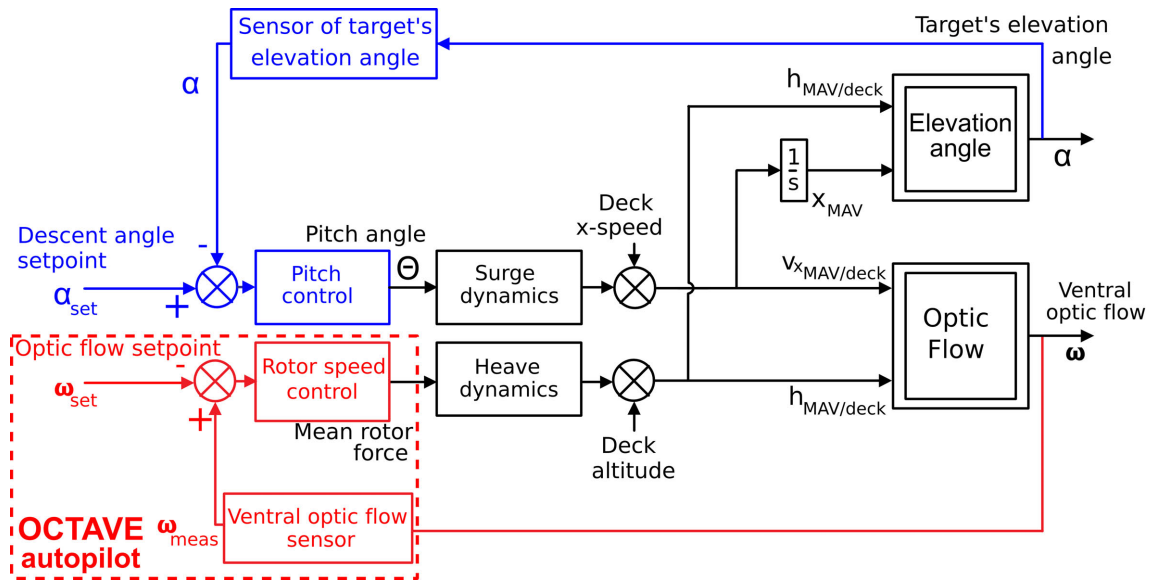 Sensor of target's
elevation angle
Target's elevation
angle
α
h MAV/deck
Elevation
angle
α
1
s
x MAV
Deck
x-speed
Descent angle
setpoint
α set
-
+
Pitch
control
Pitch angle
Θ
Surge
dynamics
v x MAV/deck
Optic
Flow
Ventral
optic flow
ω
Optic flow setpoint
ω set
-
+
Rotor speed
control
Mean rotor
force
Heave
dynamics
h MAV/deck
Deck
altitude
OCTAVE
autopilot
ω meas
Ventral optic flow
sensor